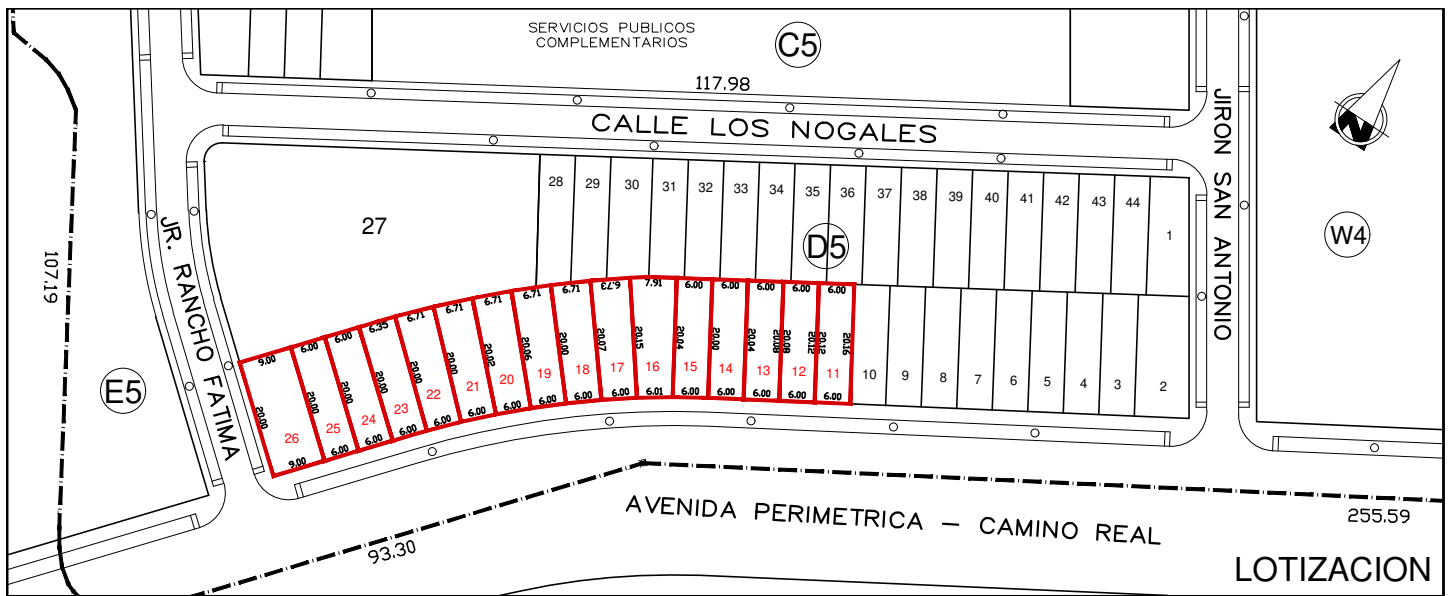 SERVICIOS PUBLICOS
COMPLEMENTARIOS
C5
117.98
CALLE LOS NOGALES
JIRON SAN ANTONIO
N
W4
28 29 30 31 32 33 34 35 36 37 38 39 40 41 42 43 44 1
27
D5
107.19
JR. RANCHO FATIMA
E5
9.00 6.00 6.00 6.35 6.71 6.71 6.71 6.71 6.71 6.73 7.91 6.00 6.00 6.00 6.00 6.00
20.00 20.00 20.00 20.00 20.00 20.00 20.02 20.06 20.00 20.07 20.15 20.04 20.00 20.04 20.08 20.08 20.12 20.12 20.16
26 25 24 23 22 21 20 19 18 17 16 15 14 13 12 11 10 9 8 7 6 5 4 3 2
9.00 6.00 6.00 6.00 6.00 6.00 6.00 6.00 6.00 6.00 6.01 6.00 6.00 6.00 6.00 6.00
93.30
AVENIDA PERIMETRICA – CAMINO REAL
255.59
LOTIZACION